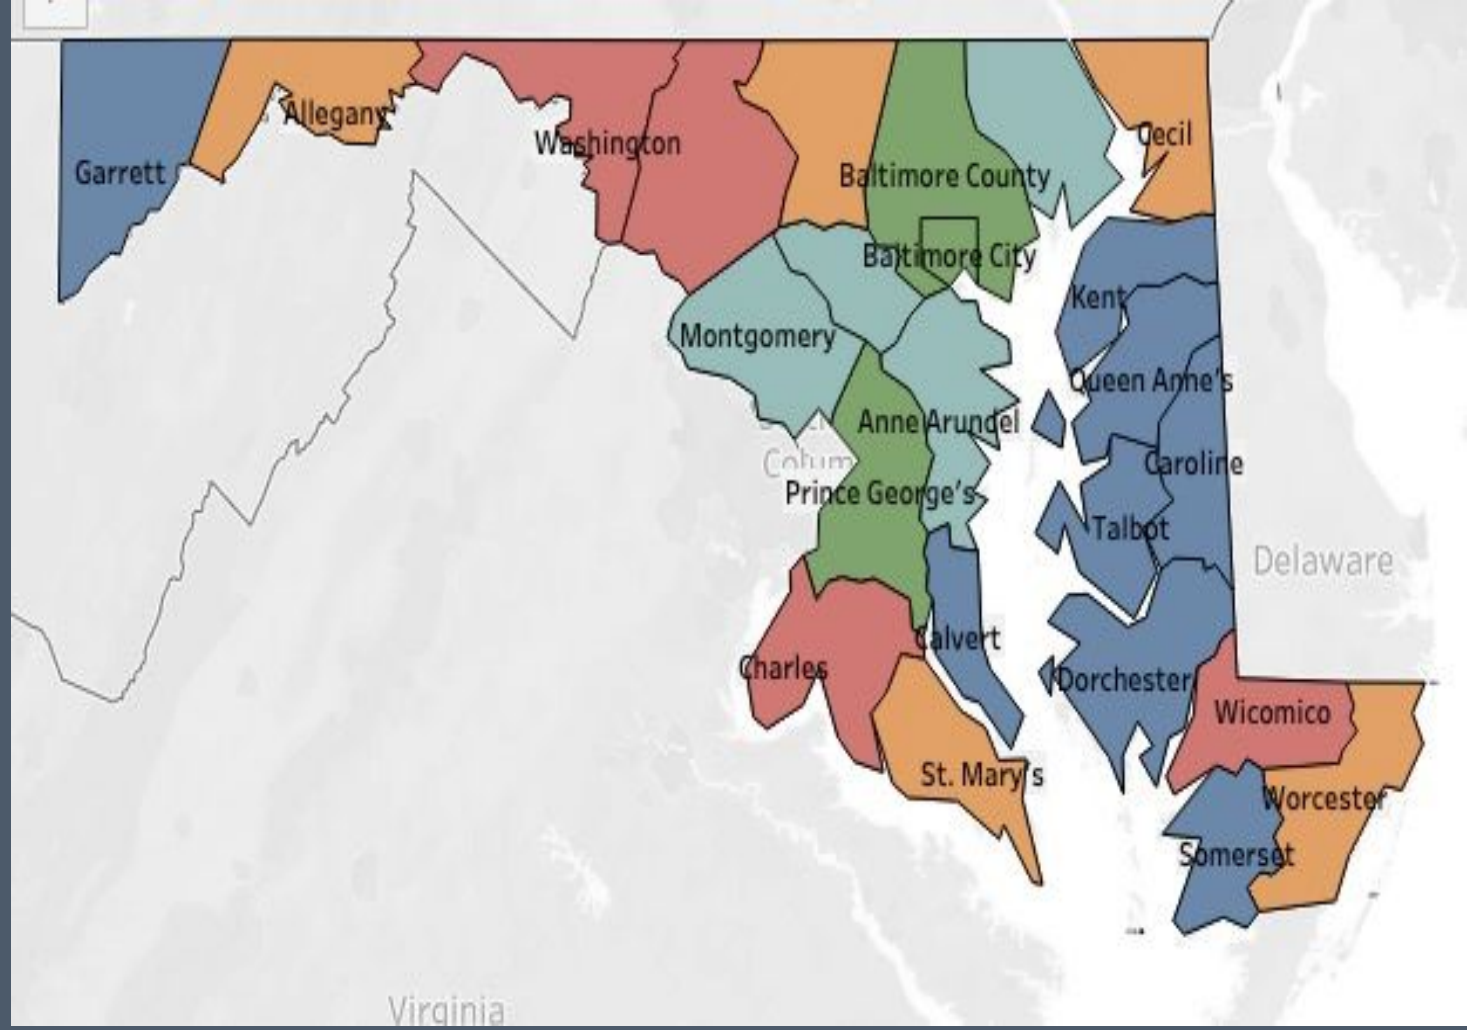 Allegany
Cecil
Washington
Garrett
Baltimore County
Baltimore City
Kent
Montgomery
Queen Anne's
Anne Arundel
Caroline
Colum
Prince George's
Talbot
Delaware
Calvert
Charles
Dorchester
Wicomico
St. Mary's
Worcester
Somerset
Virginia